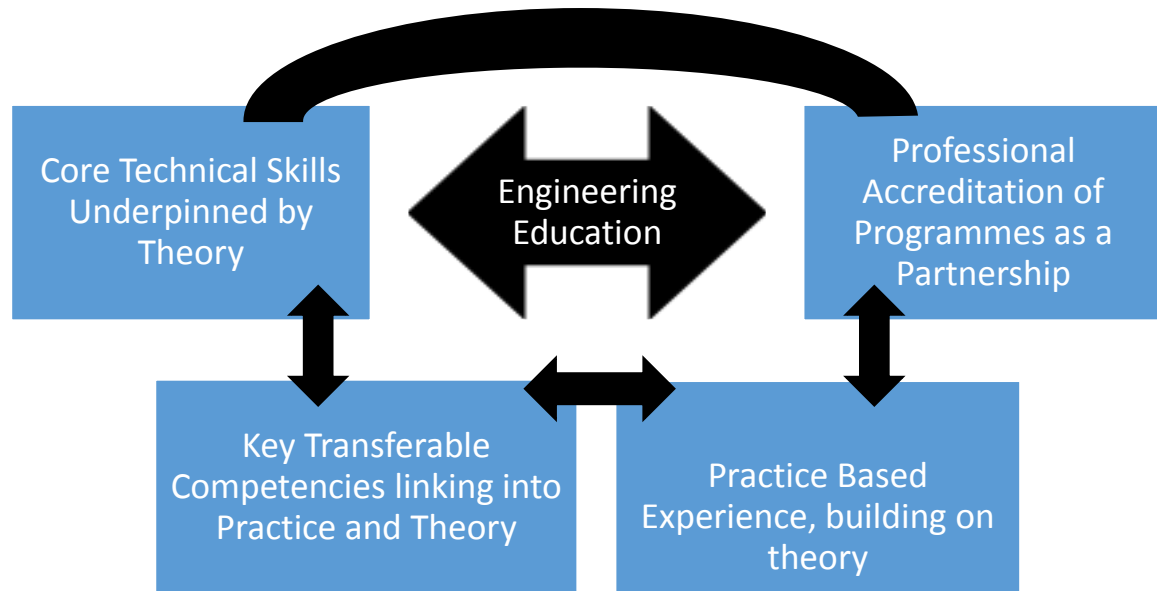 Core Technical Skills
Underpinned by
Theory
Engineering
Education
Professional
Accreditation of
Programmes as a
Partnership
Key Transferable
Competencies linking into
Practice and Theory
Practice Based
Experience, building on
theory